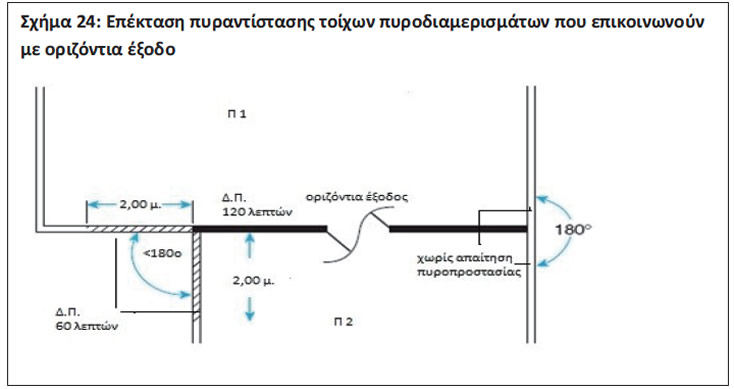 Σχήμα 24: Επέκταση πυραντίστασης τοίχων πυροδιαμερισμάτων που επικοινωνούν
με οριζόντια έξοδο
Π 1
2,00 μ.
Δ.Π.
120 λεπτών
οριζόντια έξοδος
180°
<180ο
2,00 μ.
χωρίς απαίτηση
πυροπροστασίας
Δ.Π.
60 λεπτών
Π 2